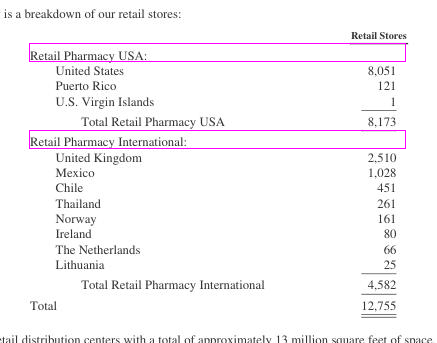 is a breakdown of our retail stores:
Retail Stores
Retail Pharmacy USA:
United States 8,051
Puerto Rico 121
U.S. Virgin Islands 1
Total Retail Pharmacy USA 8,173
Retail Pharmacy International:
United Kingdom 2,510
Mexico 1,028
Chile 451
Thailand 261
Norway 161
Ireland 80
The Netherlands 66
Lithuania 25
Total Retail Pharmacy International 4,582
Total 12,755
retail distribution centers with a total of approximately 13 million square feet of space.